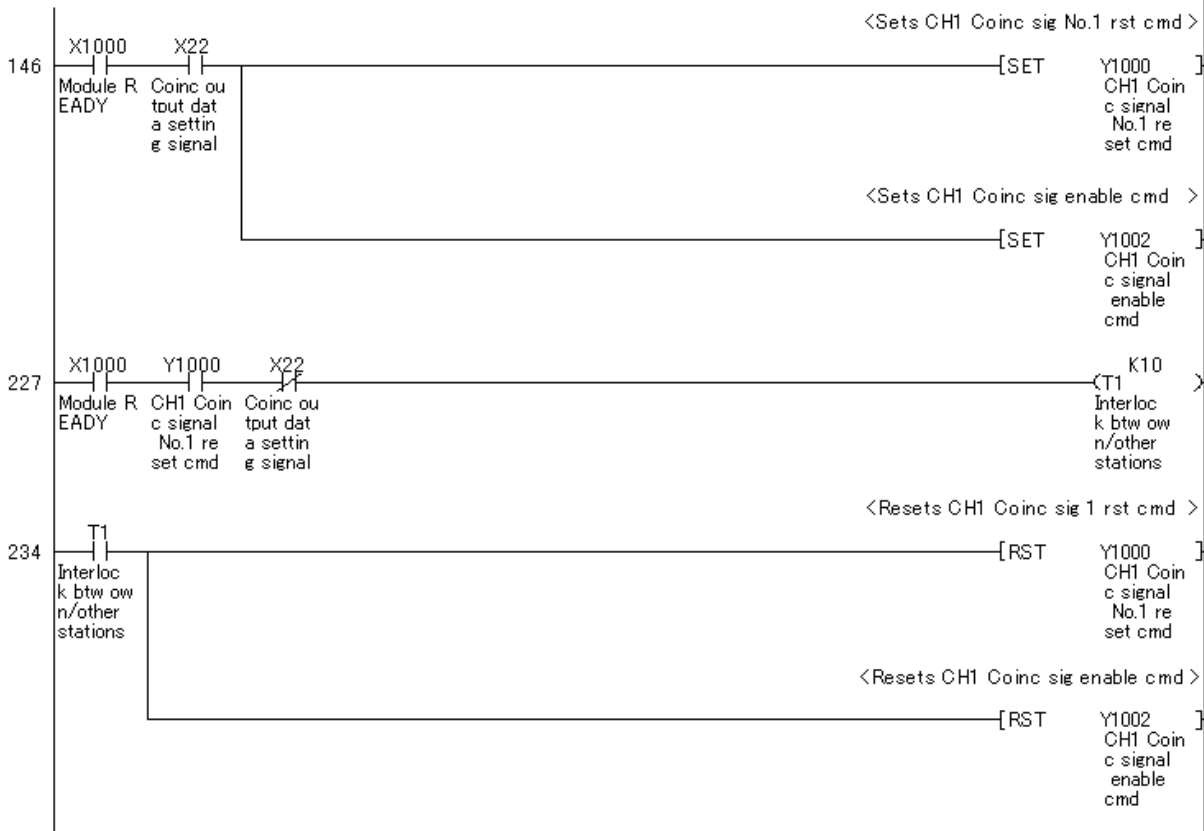 <Sets CH1 Coinc sig No.1 rst cmd >
X1000 X22
146 [SET Y1000 ]
Module R Coinc ou CH1 Coin
EADY tput dat c signal
a settin No.1 re
g signal set cmd
<Sets CH1 Coinc sig enable cmd >
[SET Y1002 ]
CH1 Coin
c signal
enable
cmd
X1000 Y1000 X22 K10
227 (T1 )
Module R CH1 Coin Coinc ou Interloc
EADY c signal tput dat k btw ow
No.1 re a settin n/other
set cmd g signal stations
<Resets CH1 Coinc sig 1 rst cmd >
T1
234 [RST Y1000 ]
Interloc CH1 Coin
k btw ow c signal
n/other No.1 re
stations set cmd
<Resets CH1 Coinc sig enable cmd >
[RST Y1002 ]
CH1 Coin
c signal
enable
cmd